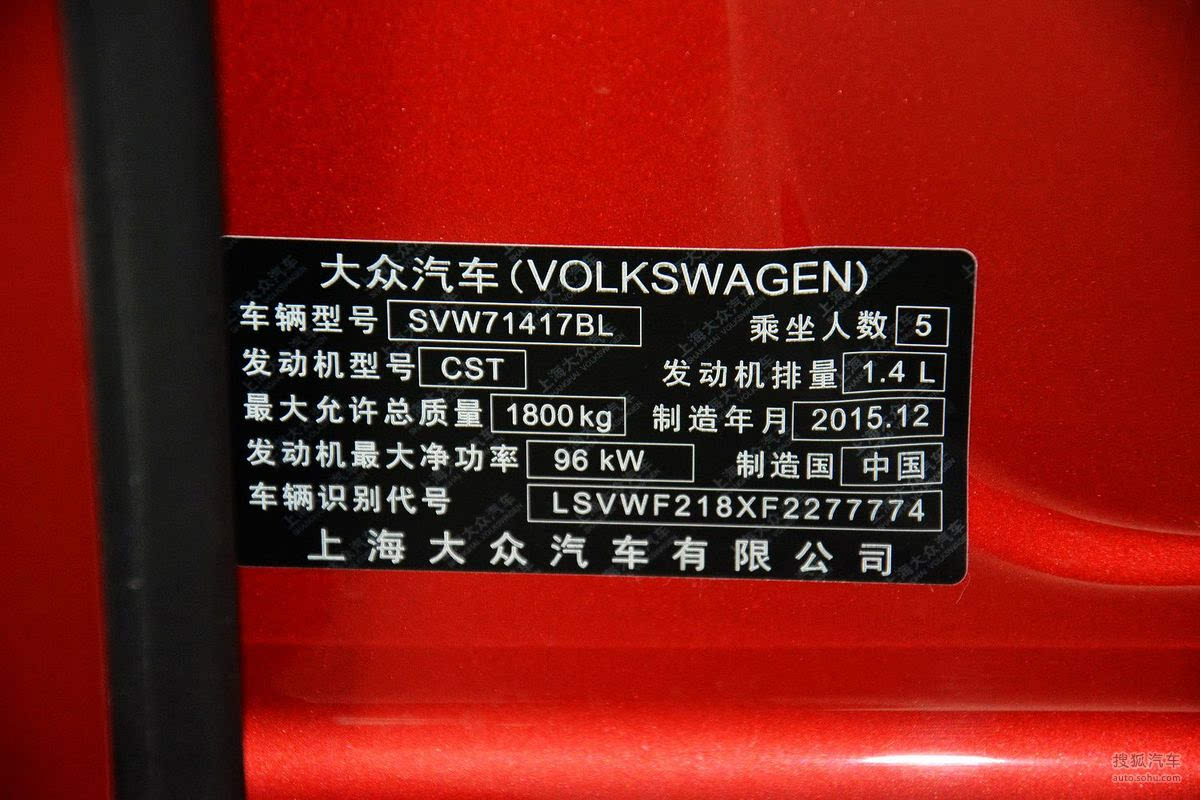 大众汽车(VOLKSWAGEN)
车辆型号 SVW71417BL 乘坐人数 5
发动机型号 CST 发动机排量 1.4 L
最大允许总质量 1800kg 制造年月 2015.12
发动机最大净功率 96 kW 制造国 中国
车辆识别代号 LSVWF218XF2277774
上海大众汽车有限公司
搜狐汽车
auto.sohu.com